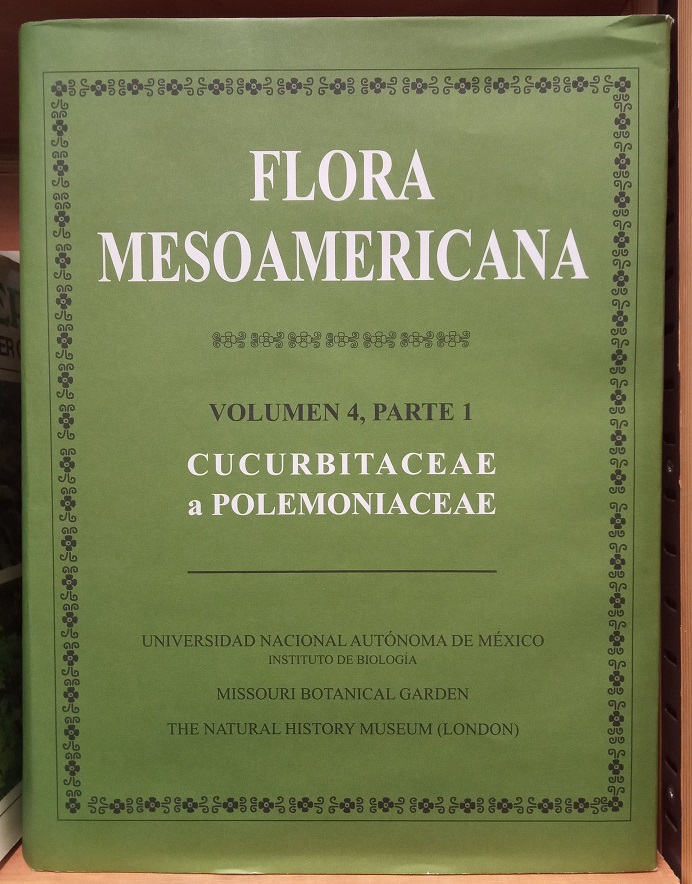 FLORA
MESOAMERICANA
VOLUMEN 4, PARTE 1
CUCURBITACEAE
a POLEMONIACEAE
UNIVERSIDAD NACIONAL AUTÓNOMA DE MÉXICO
INSTITUTO DE BIOLOGÍA
MISSOURI BOTANICAL GARDEN
THE NATURAL HISTORY MUSEUM (LONDON)